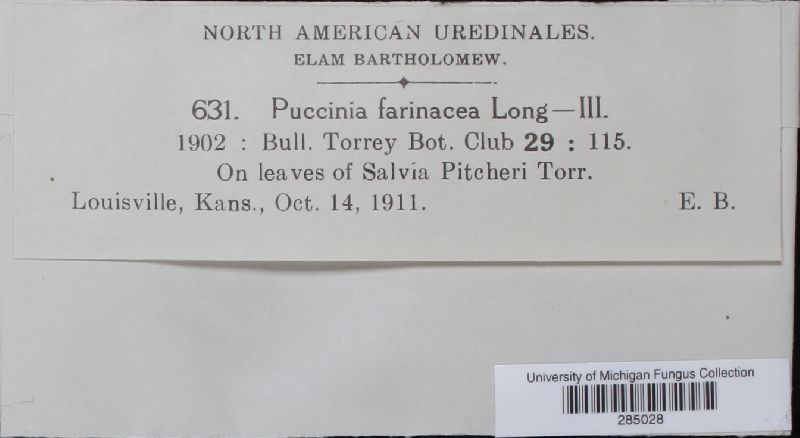 NORTH AMERICAN UREDINALES.
ELAM BARTHOLOMEW.
631. Puccinia farinacea Long—III.
1902 : Bull. Torrey Bot. Club 29 : 115.
On leaves of Salvia Pitcheri Torr.
Louisville, Kans., Oct. 14, 1911. E. B.
University of Michigan Fungus Collection
285028